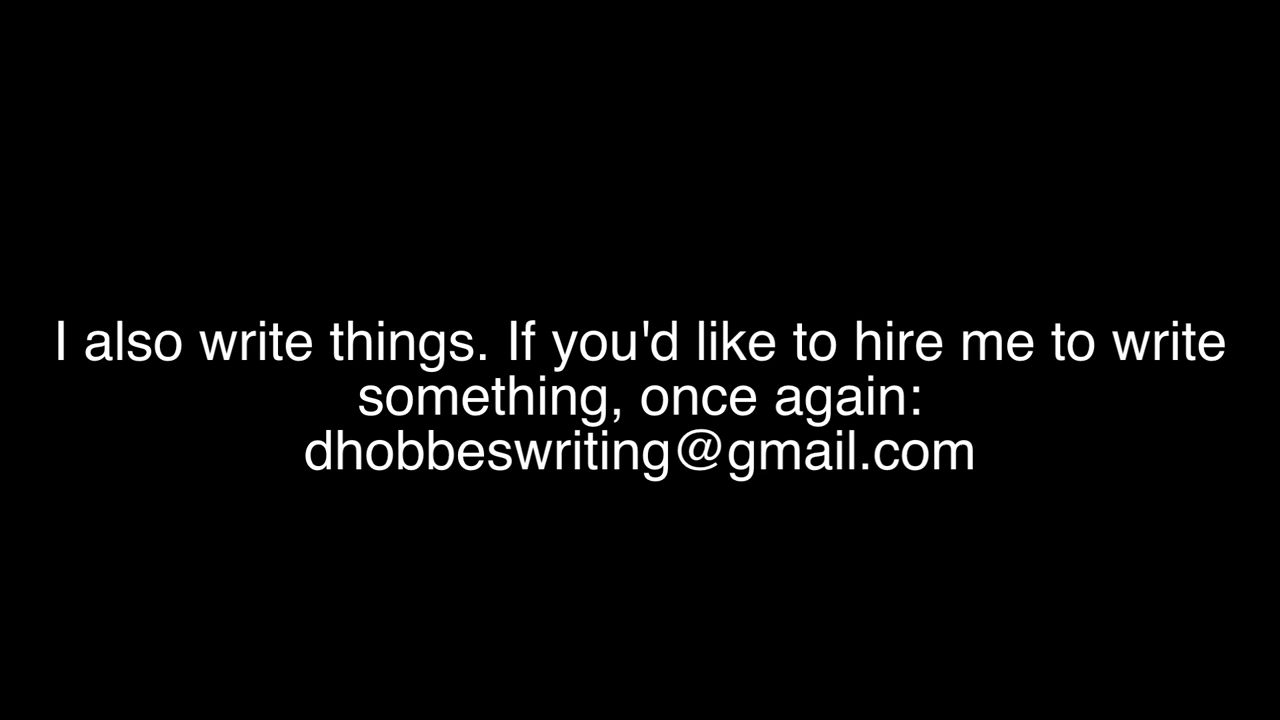 I also write things. If you'd like to hire me to write
something, once again:
dhobbeswriting@gmail.com